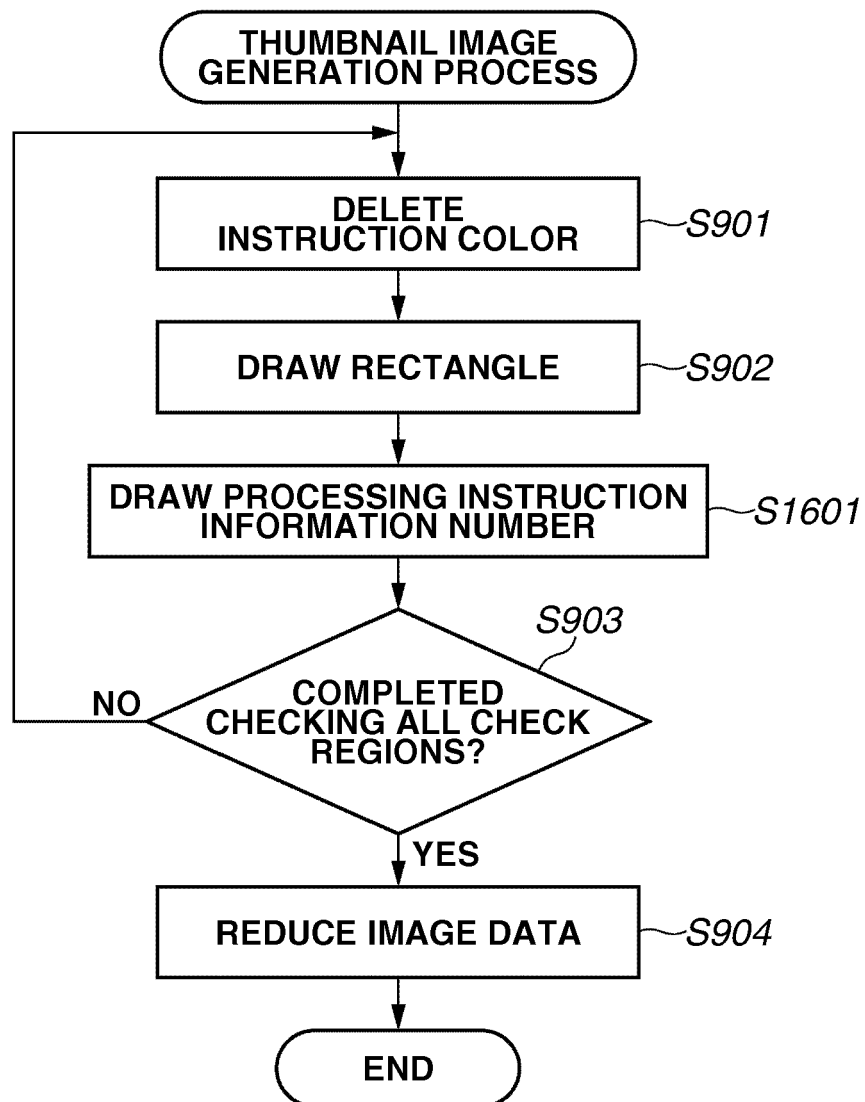 THUMBNAIL IMAGE
GENERATION PROCESS
DELETE
INSTRUCTION COLOR
S901
DRAW RECTANGLE
S902
DRAW PROCESSING INSTRUCTION
INFORMATION NUMBER
S1601
S903
COMPLETED
CHECKING ALL CHECK
REGIONS?
NO
YES
REDUCE IMAGE DATA
S904
END